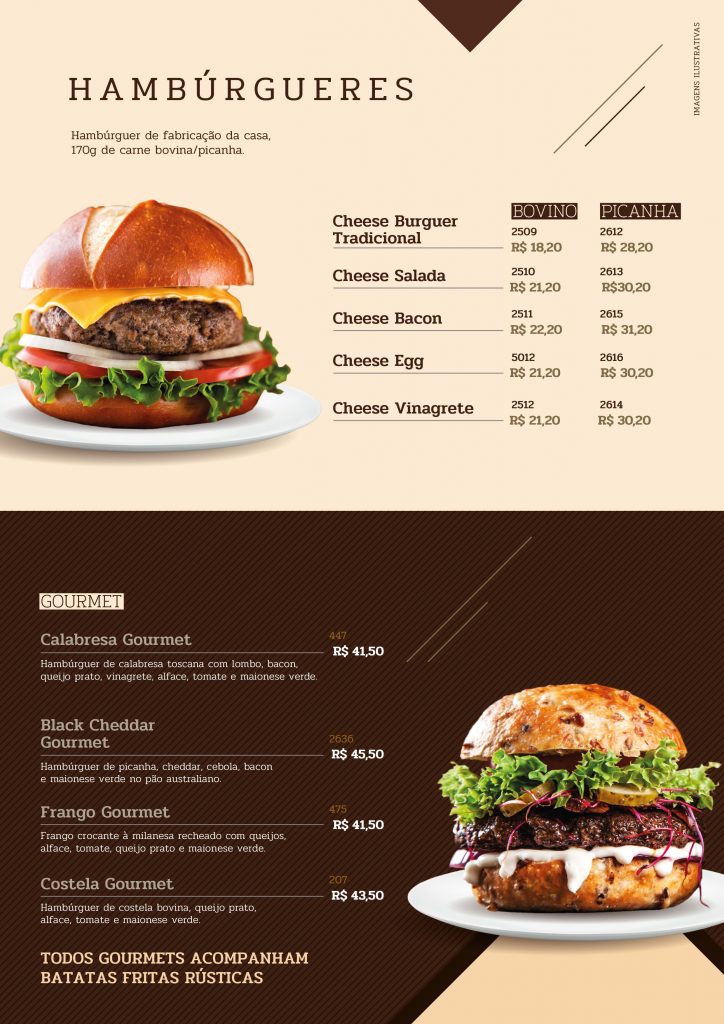 IMAGENS ILUSTRATIVAS
HAMBÚRGUERES
Hambúrguer de fabricação da casa,
170g de carne bovina/picanha.
BOVINO PICANHA
Cheese Burguer
Tradicional
2509 2612
R$ 18,20 R$ 28,20
Cheese Salada
2510 2613
R$ 21,20 R$30,20
Cheese Bacon
2511 2615
R$ 22,20 R$ 31,20
Cheese Egg
5012 2616
R$ 21,20 R$ 30,20
Cheese Vinagrete
2512 2614
R$ 21,20 R$ 30,20
GOURMET
Calabresa Gourmet
447
R$ 41,50
Hambúrguer de calabresa toscana com lombo, bacon,
queijo prato, vinagrete, alface, tomate e maionese verde.
Black Cheddar
Gourmet
2636
R$ 45,50
Hambúrguer de picanha, cheddar, cebola, bacon
e maionese verde no pão australiano.
Frango Gourmet
475
R$ 41,50
Frango crocante à milanesa recheado com queijos,
alface, tomate, queijo prato e maionese verde.
Costela Gourmet
207
R$ 43,50
Hambúrguer de costela bovina, queijo prato,
alface, tomate e maionese verde.
TODOS GOURMETS ACOMPANHAM
BATATAS FRITAS RÚSTICAS